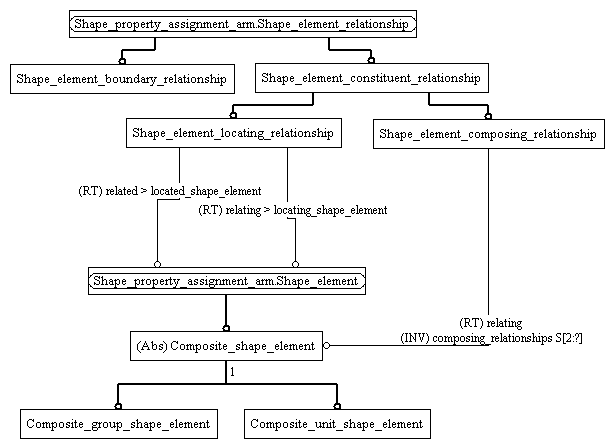 Shape_property_assignment_arm.Shape_element_relationship
Shape_element_boundary_relationship
Shape_element_constituent_relationship
Shape_element_locating_relationship
Shape_element_composing_relationship
(RT) related > located_shape_element
(RT) relating > locating_shape_element
Shape_property_assignment_arm.Shape_element
(RT) relating
(INV) composing_relationships S[2:?]
(Abs) Composite_shape_element
1
Composite_group_shape_element
Composite_unit_shape_element